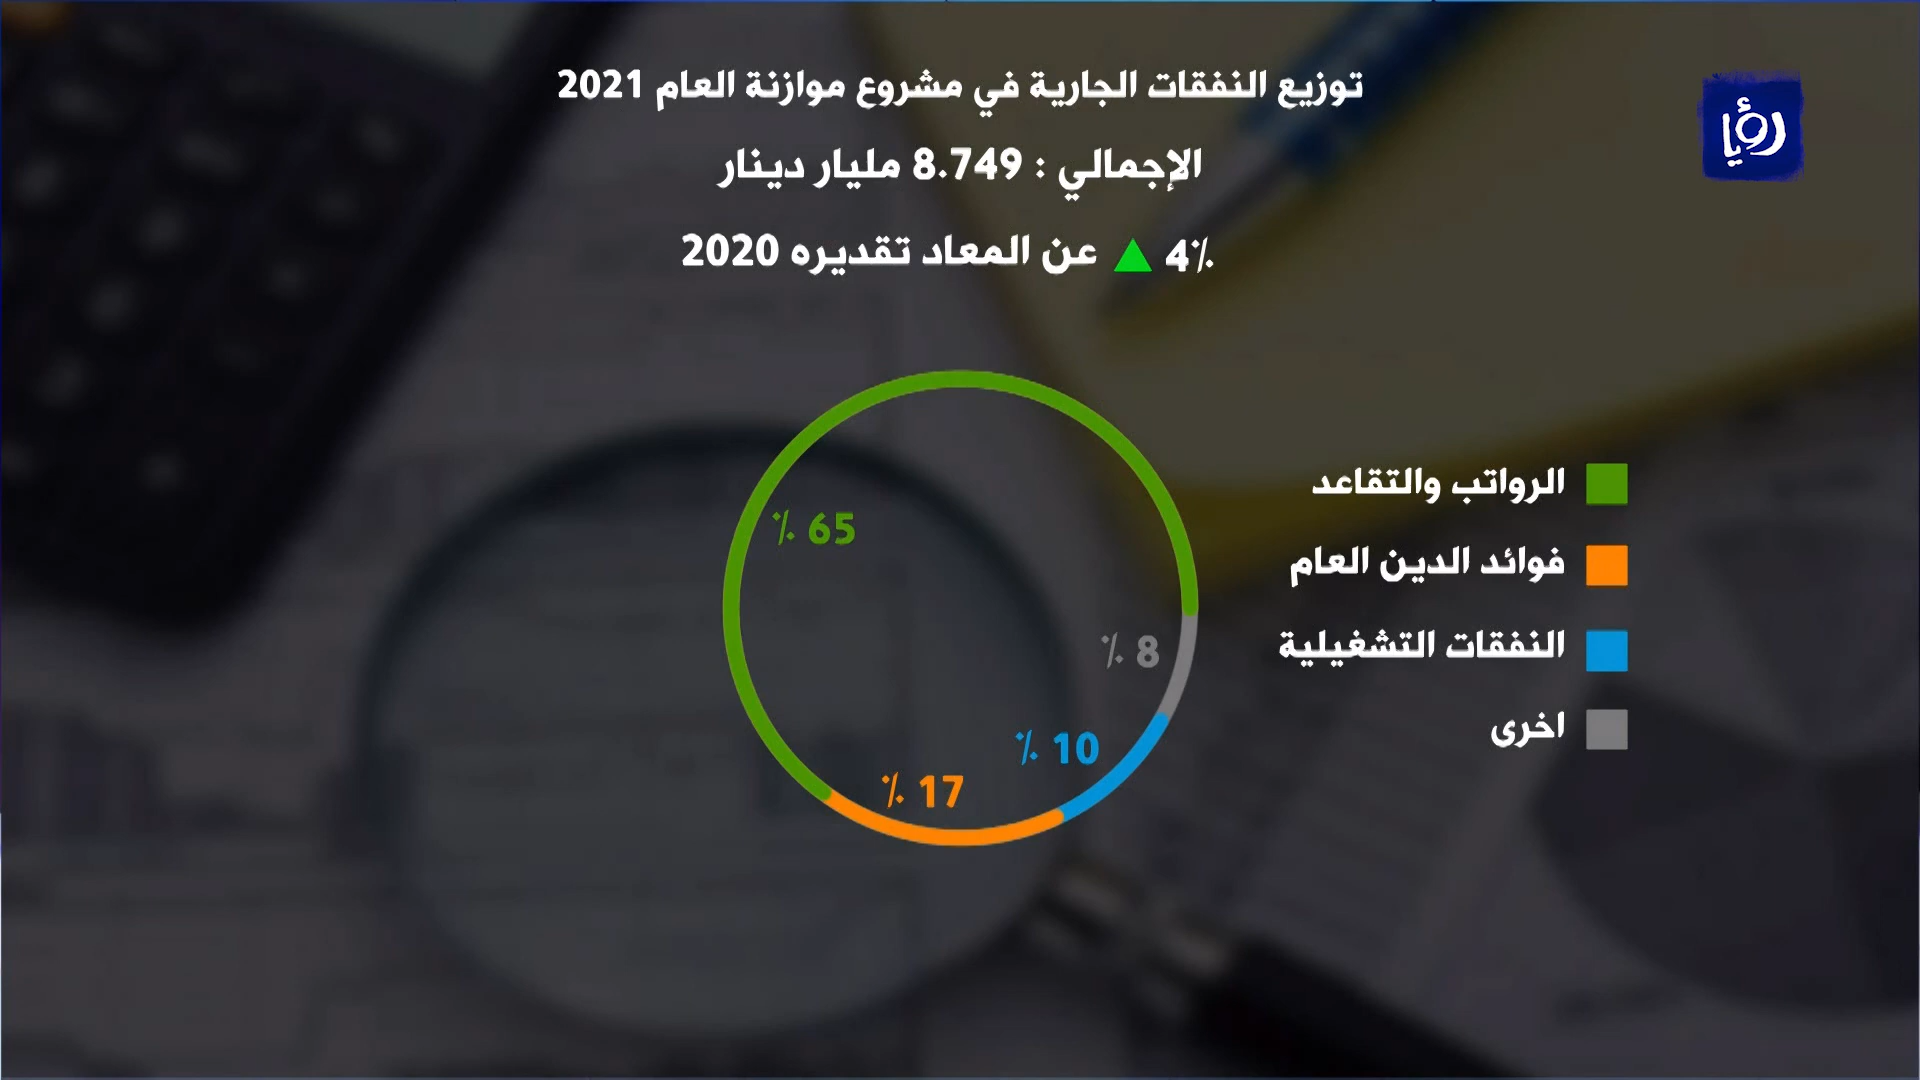 توزيع النفقات الجارية في مشروع موازنة العام 2021
رؤيا
الإجمالي : 8.749 مليار دينار
4٪ ▲ عن المعاد تقديره 2020
الرواتب والتقاعد
فوائد الدين العام
النفقات التشغيلية
اخرى
65 ٪
8 ٪
10 ٪
17 ٪